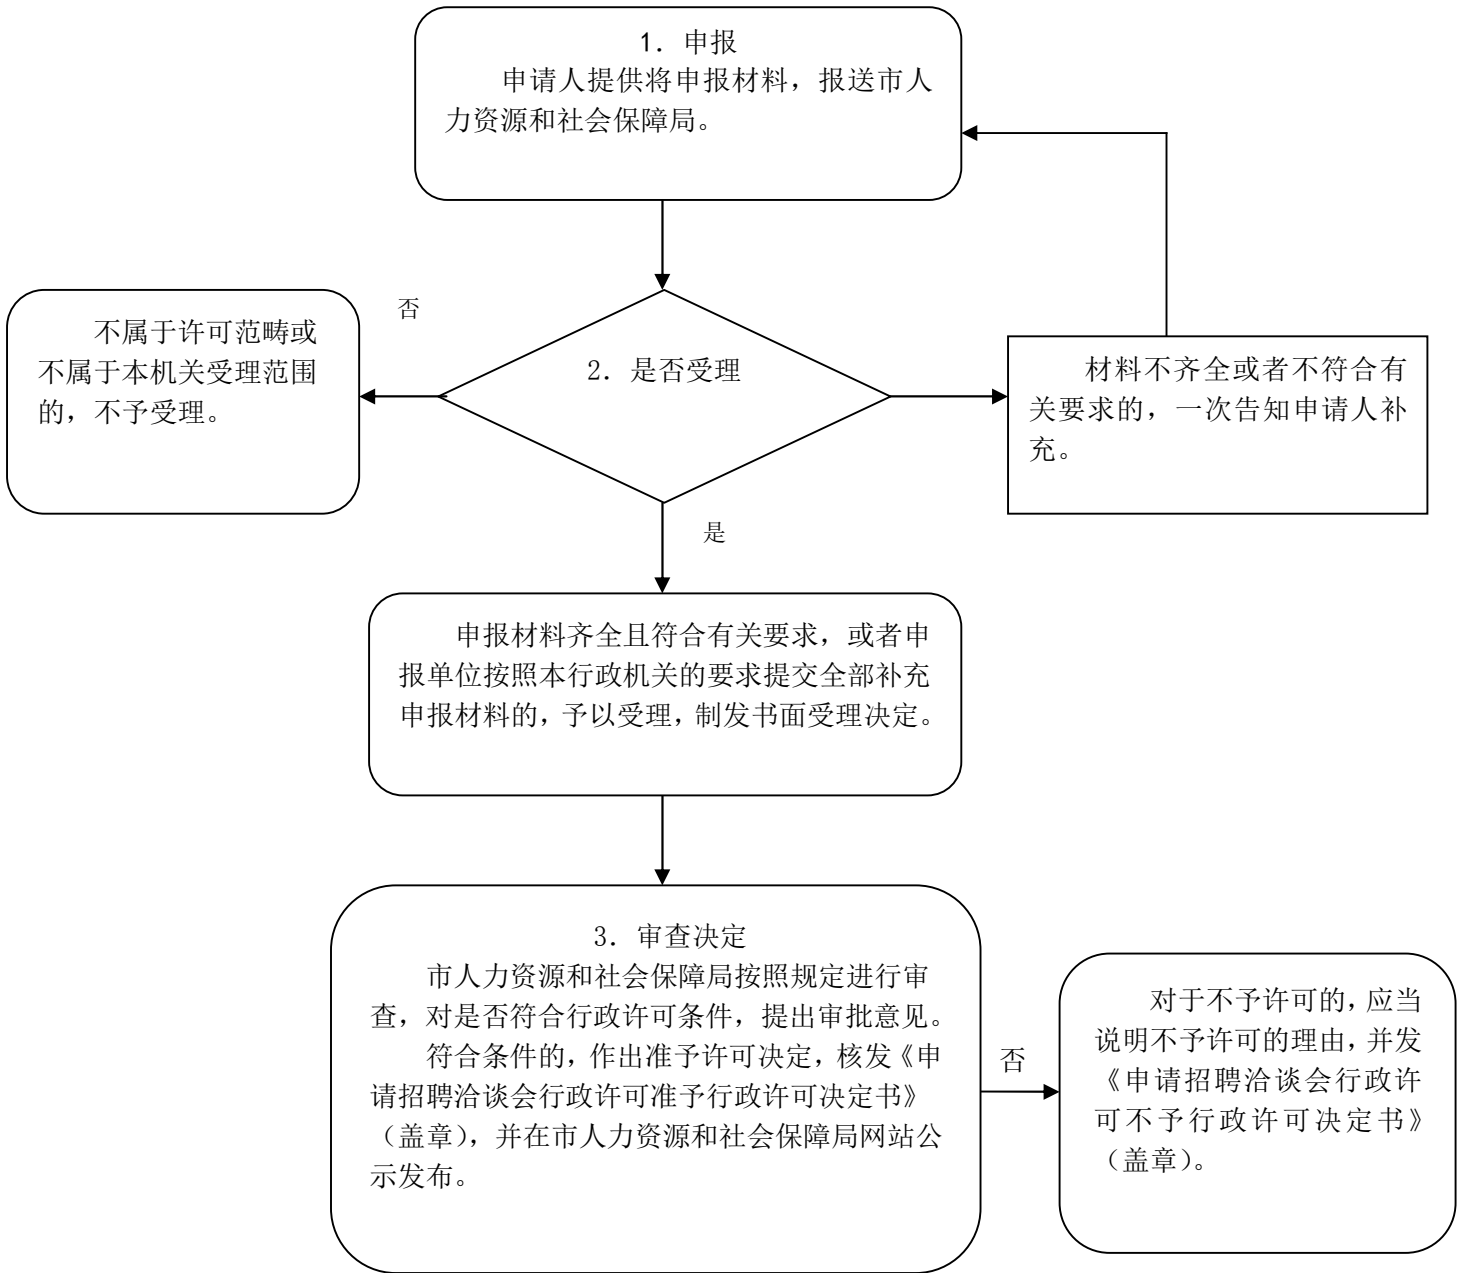 1. 申报
申请人提供将申报材料，报送市人
力资源和社会保障局。
否
不属于许可范畴或
不属于本机关受理范围
的，不予受理。
2. 是否受理
材料不齐全或者不符合有
关要求的，一次告知申请人补
充。
是
申报材料齐全且符合有关要求，或者申
报单位按照本行政机关的要求提交全部补充
申报材料的，予以受理，制发书面受理决定。
3. 审查决定
市人力资源和社会保障局按照规定进行审
查，对是否符合行政许可条件，提出审批意见。
符合条件的，作出准予许可决定，核发《申
请招聘洽谈会行政许可准予行政许可决定书》
（盖章），并在市人力资源和社会保障局网站公
示发布。
否
对于不予许可的，应当
说明不予许可的理由，并发
《申请招聘洽谈会行政许
可不予行政许可决定书》
（盖章）。